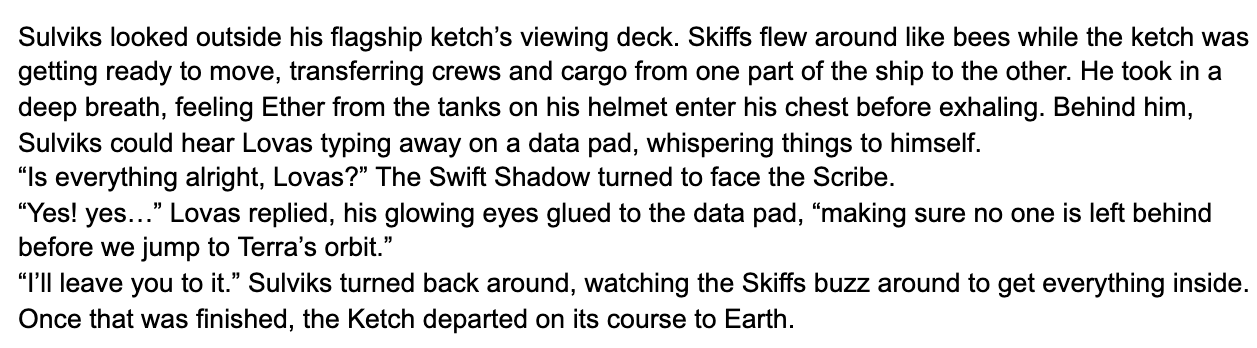 Sulviks looked outside his flagship ketch’s viewing deck. Skiffs flew around like bees while the ketch was
getting ready to move, transferring crews and cargo from one part of the ship to the other. He took in a
deep breath, feeling Ether from the tanks on his helmet enter his chest before exhaling. Behind him,
Sulviks could hear Lovas typing away on a data pad, whispering things to himself.
“Is everything alright, Lovas?” The Swift Shadow turned to face the Scribe.
“Yes! yes…” Lovas replied, his glowing eyes glued to the data pad, “making sure no one is left behind
before we jump to Terra’s orbit.”
“I’ll leave you to it.” Sulviks turned back around, watching the Skiffs buzz around to get everything inside.
Once that was finished, the Ketch departed on its course to Earth.